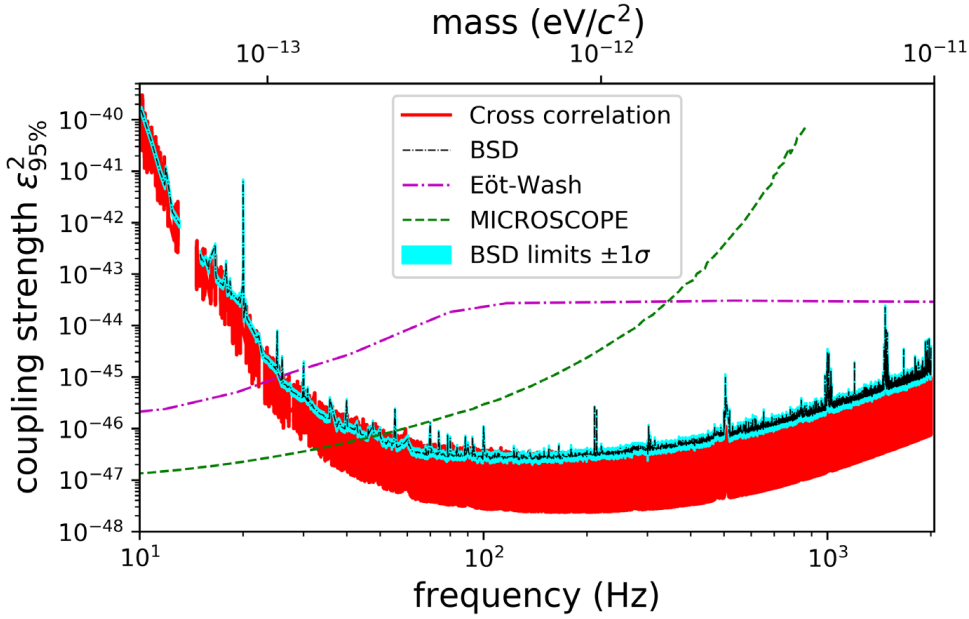 mass (eV/c²)
10⁻¹³ 10⁻¹² 10⁻¹¹
coupling strength ε²95%
10⁻⁴⁰
10⁻⁴¹
10⁻⁴²
10⁻⁴³
10⁻⁴⁴
10⁻⁴⁵
10⁻⁴⁶
10⁻⁴⁷
10⁻⁴⁸
Cross correlation
BSD
Eöt-Wash
MICROSCOPE
BSD limits ±1σ
10¹ 10² 10³
frequency (Hz)